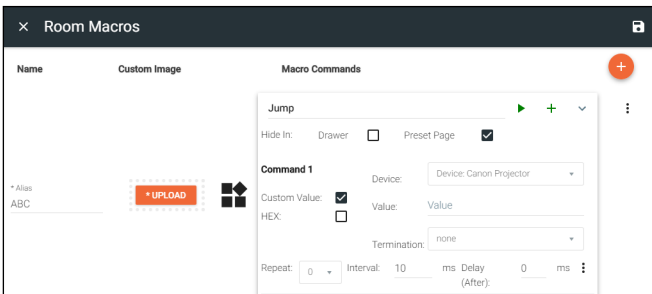 Room Macros
Name Custom Image Macro Commands
Jump
Hide In: Drawer Preset Page
Command 1
Device: Device: Canon Projector
* Alias
ABC
* UPLOAD
Custom Value:
HEX:
Value: Value
Termination: none
Repeat: 0 Interval: 10 ms Delay (After): 0 ms